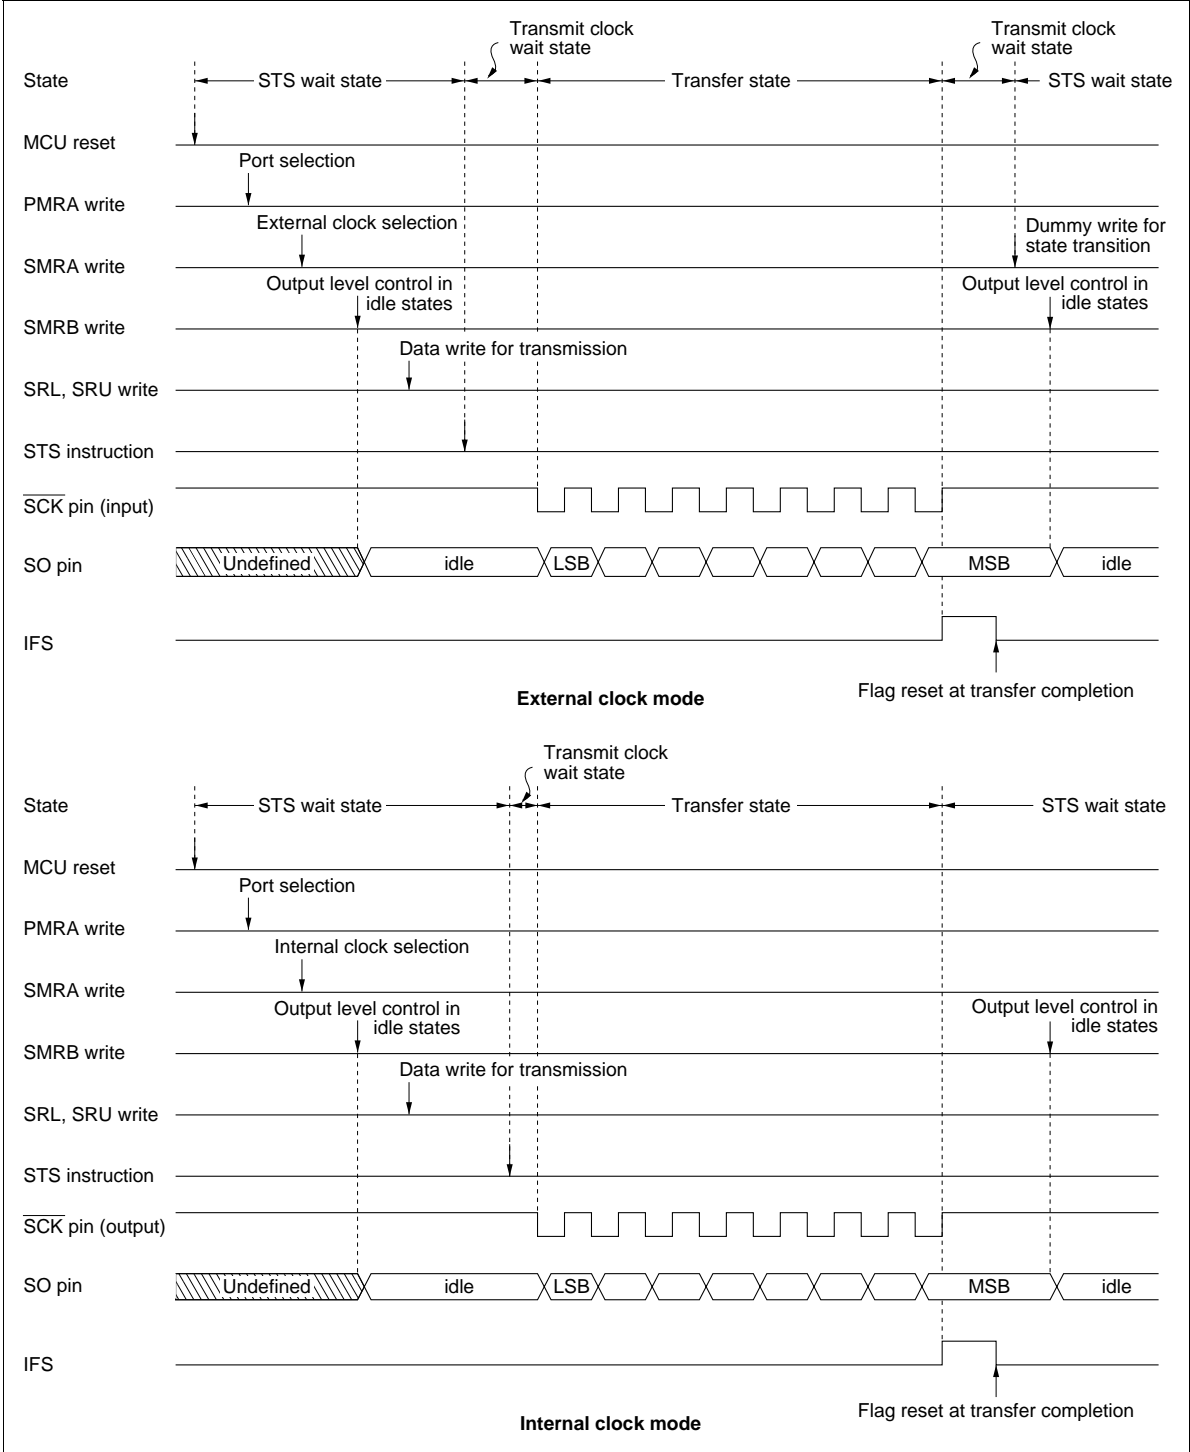 Transmit clock
wait state
Transmit clock
wait state
State
STS wait state
Transfer state
STS wait state
MCU reset
Port selection
PMRA write
External clock selection
Dummy write for
state transition
SMRA write
Output level control in
idle states
Output level control in
idle states
SMRB write
Data write for transmission
SRL, SRU write
STS instruction
SCK pin (input)
SO pin
Undefined
idle
LSB
MSB
idle
IFS
Flag reset at transfer completion
External clock mode
Transmit clock
wait state
State
STS wait state
Transfer state
STS wait state
MCU reset
Port selection
PMRA write
Internal clock selection
SMRA write
Output level control in
idle states
Output level control in
idle states
SMRB write
Data write for transmission
SRL, SRU write
STS instruction
SCK pin (output)
SO pin
Undefined
idle
LSB
MSB
idle
IFS
Flag reset at transfer completion
Internal clock mode